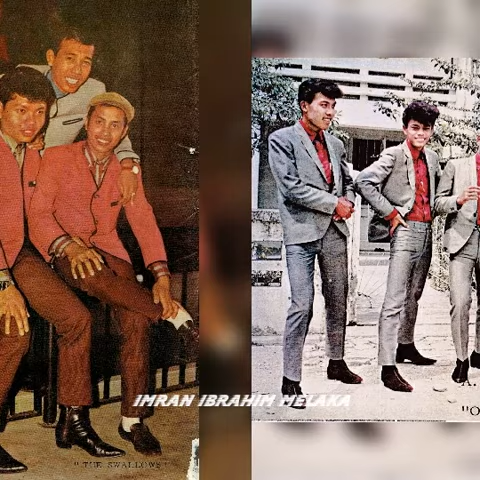 IMRAN IBRAHIM MELAKA
"THE SWALLOWS"
A.
"O